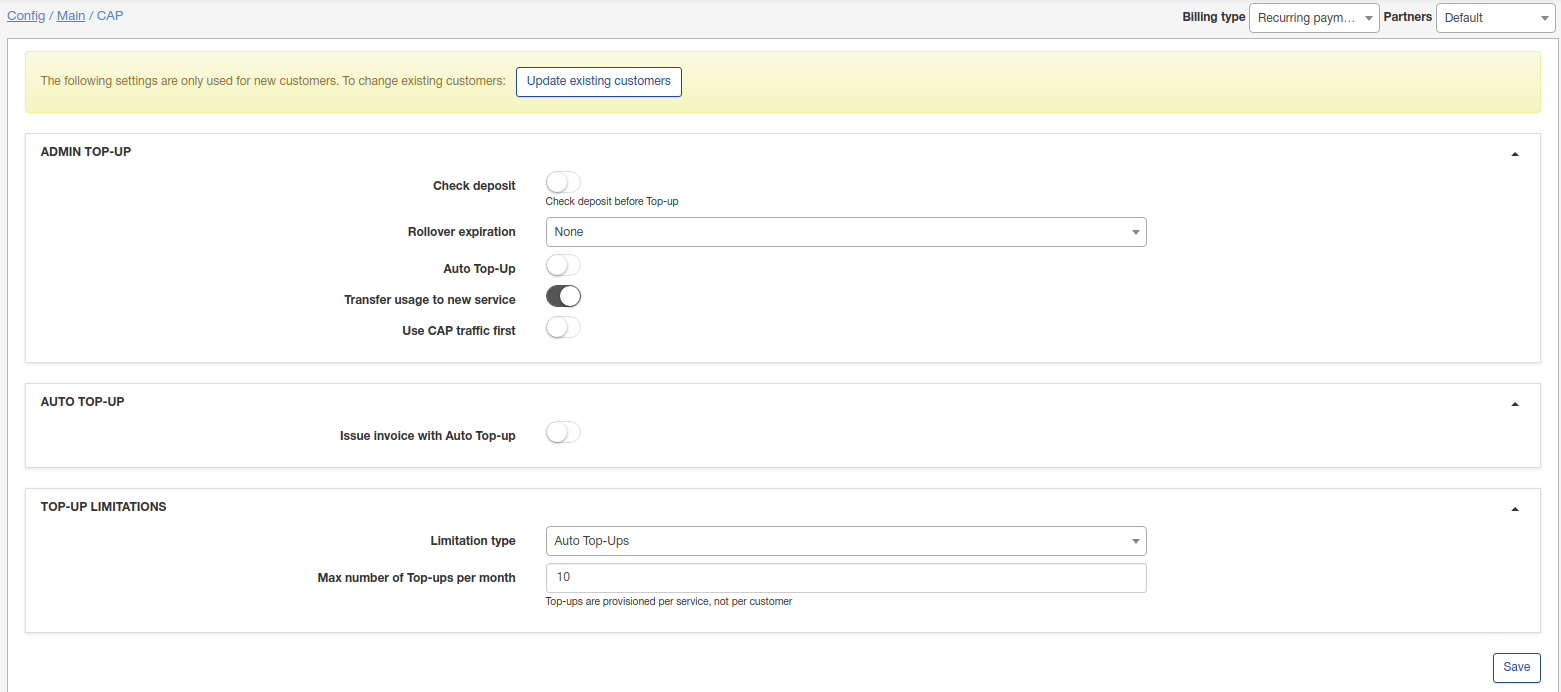 Config / Main / CAP
Billing type Recurring paym... Partners Default
The following settings are only used for new customers. To change existing customers: Update existing customers
ADMIN TOP-UP
Check deposit
Check deposit before Top-up
Rollover expiration None
Auto Top-Up
Transfer usage to new service
Use CAP traffic first
AUTO TOP-UP
Issue invoice with Auto Top-up
TOP-UP LIMITATIONS
Limitation type Auto Top-Ups
Max number of Top-ups per month 10
Top-ups are provisioned per service, not per customer
Save